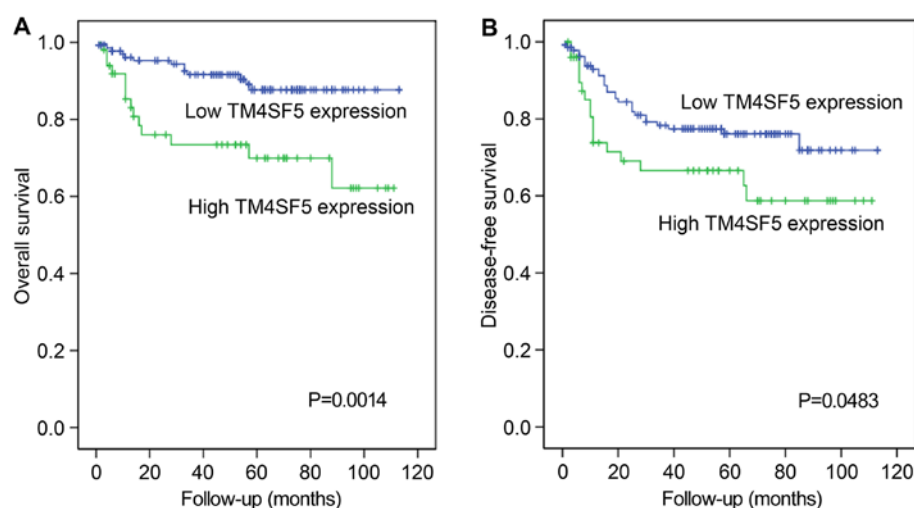 A
Overall survival
1.0
0.8
0.6
0.4
0.2
0.0
Low TM4SF5 expression
High TM4SF5 expression
P=0.0014
0 20 40 60 80 100 120
Follow-up (months)
B
Disease-free survival
1.0
0.8
0.6
0.4
0.2
0.0
Low TM4SF5 expression
High TM4SF5 expression
P=0.0483
0 20 40 60 80 100 120
Follow-up (months)